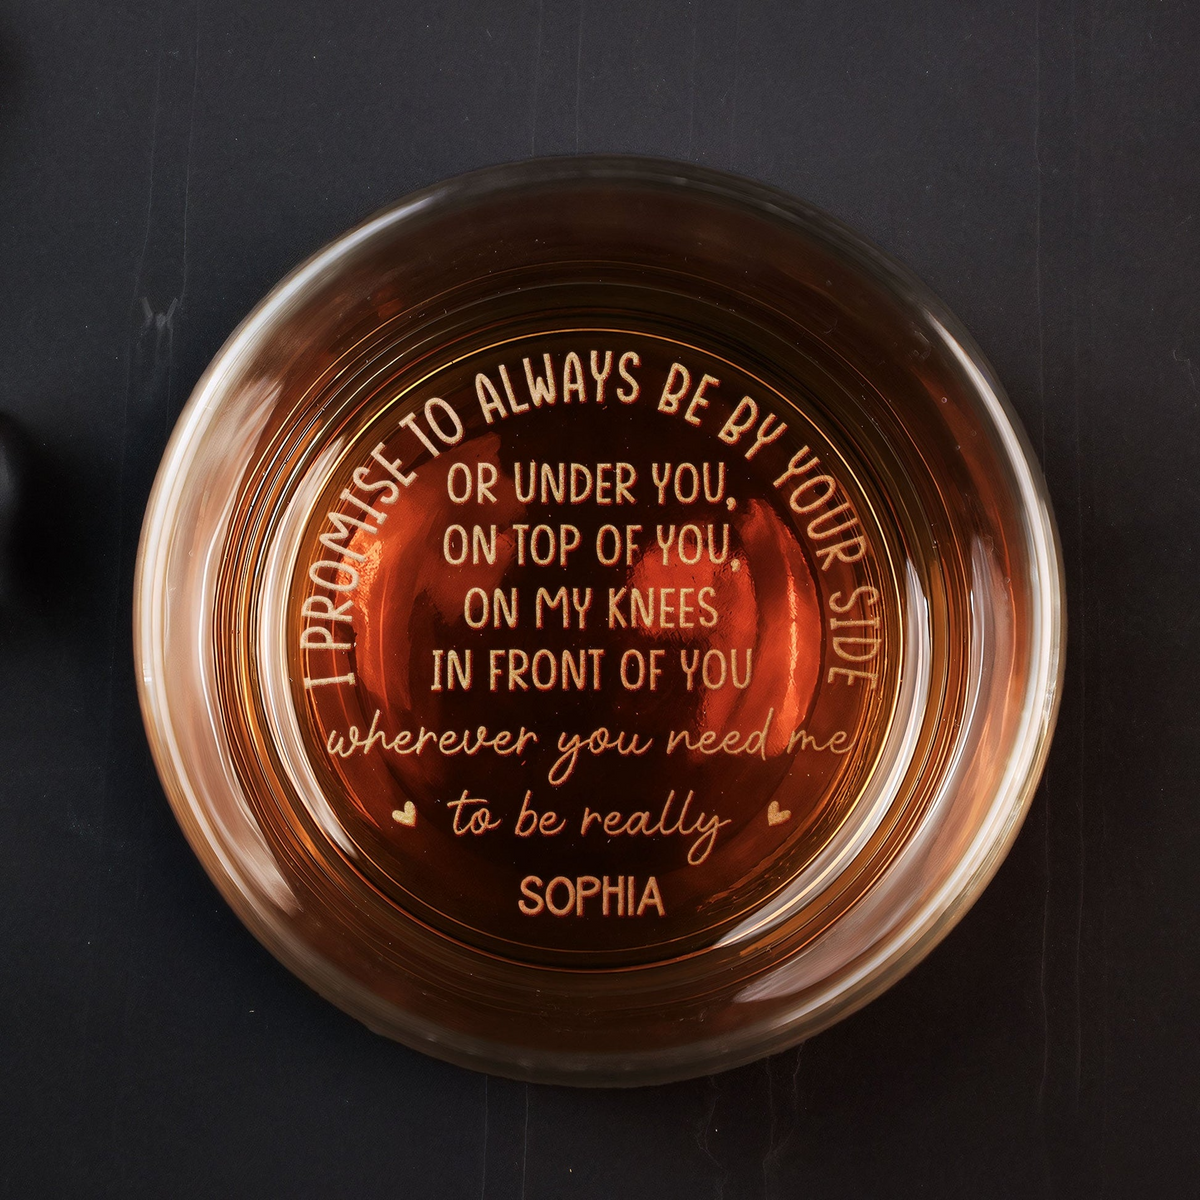 I PROMISE TO ALWAYS BE BY YOUR SIDE
OR UNDER YOU,
ON TOP OF YOU,
ON MY KNEES
IN FRONT OF YOU
wherever you need me
to be really
SOPHIA